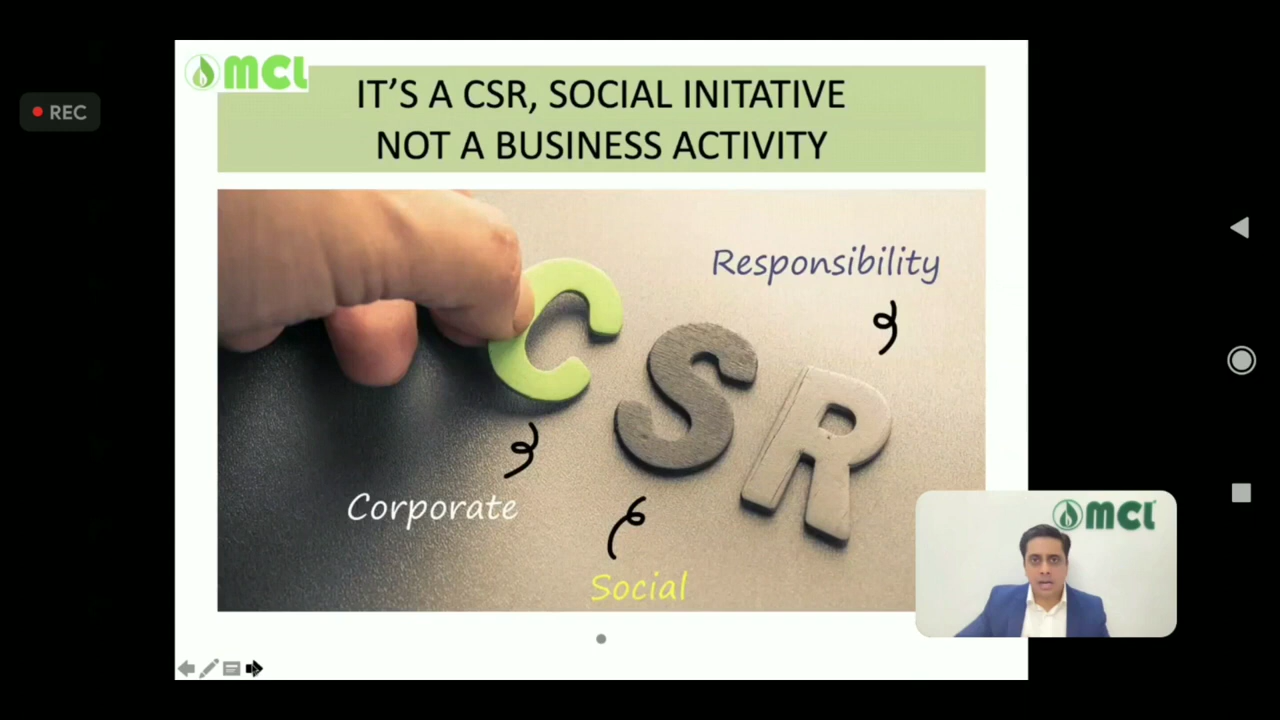 REC
MCL
IT'S A CSR, SOCIAL INITATIVE
NOT A BUSINESS ACTIVITY
Responsibility
CSR
Corporate
Social
MCL